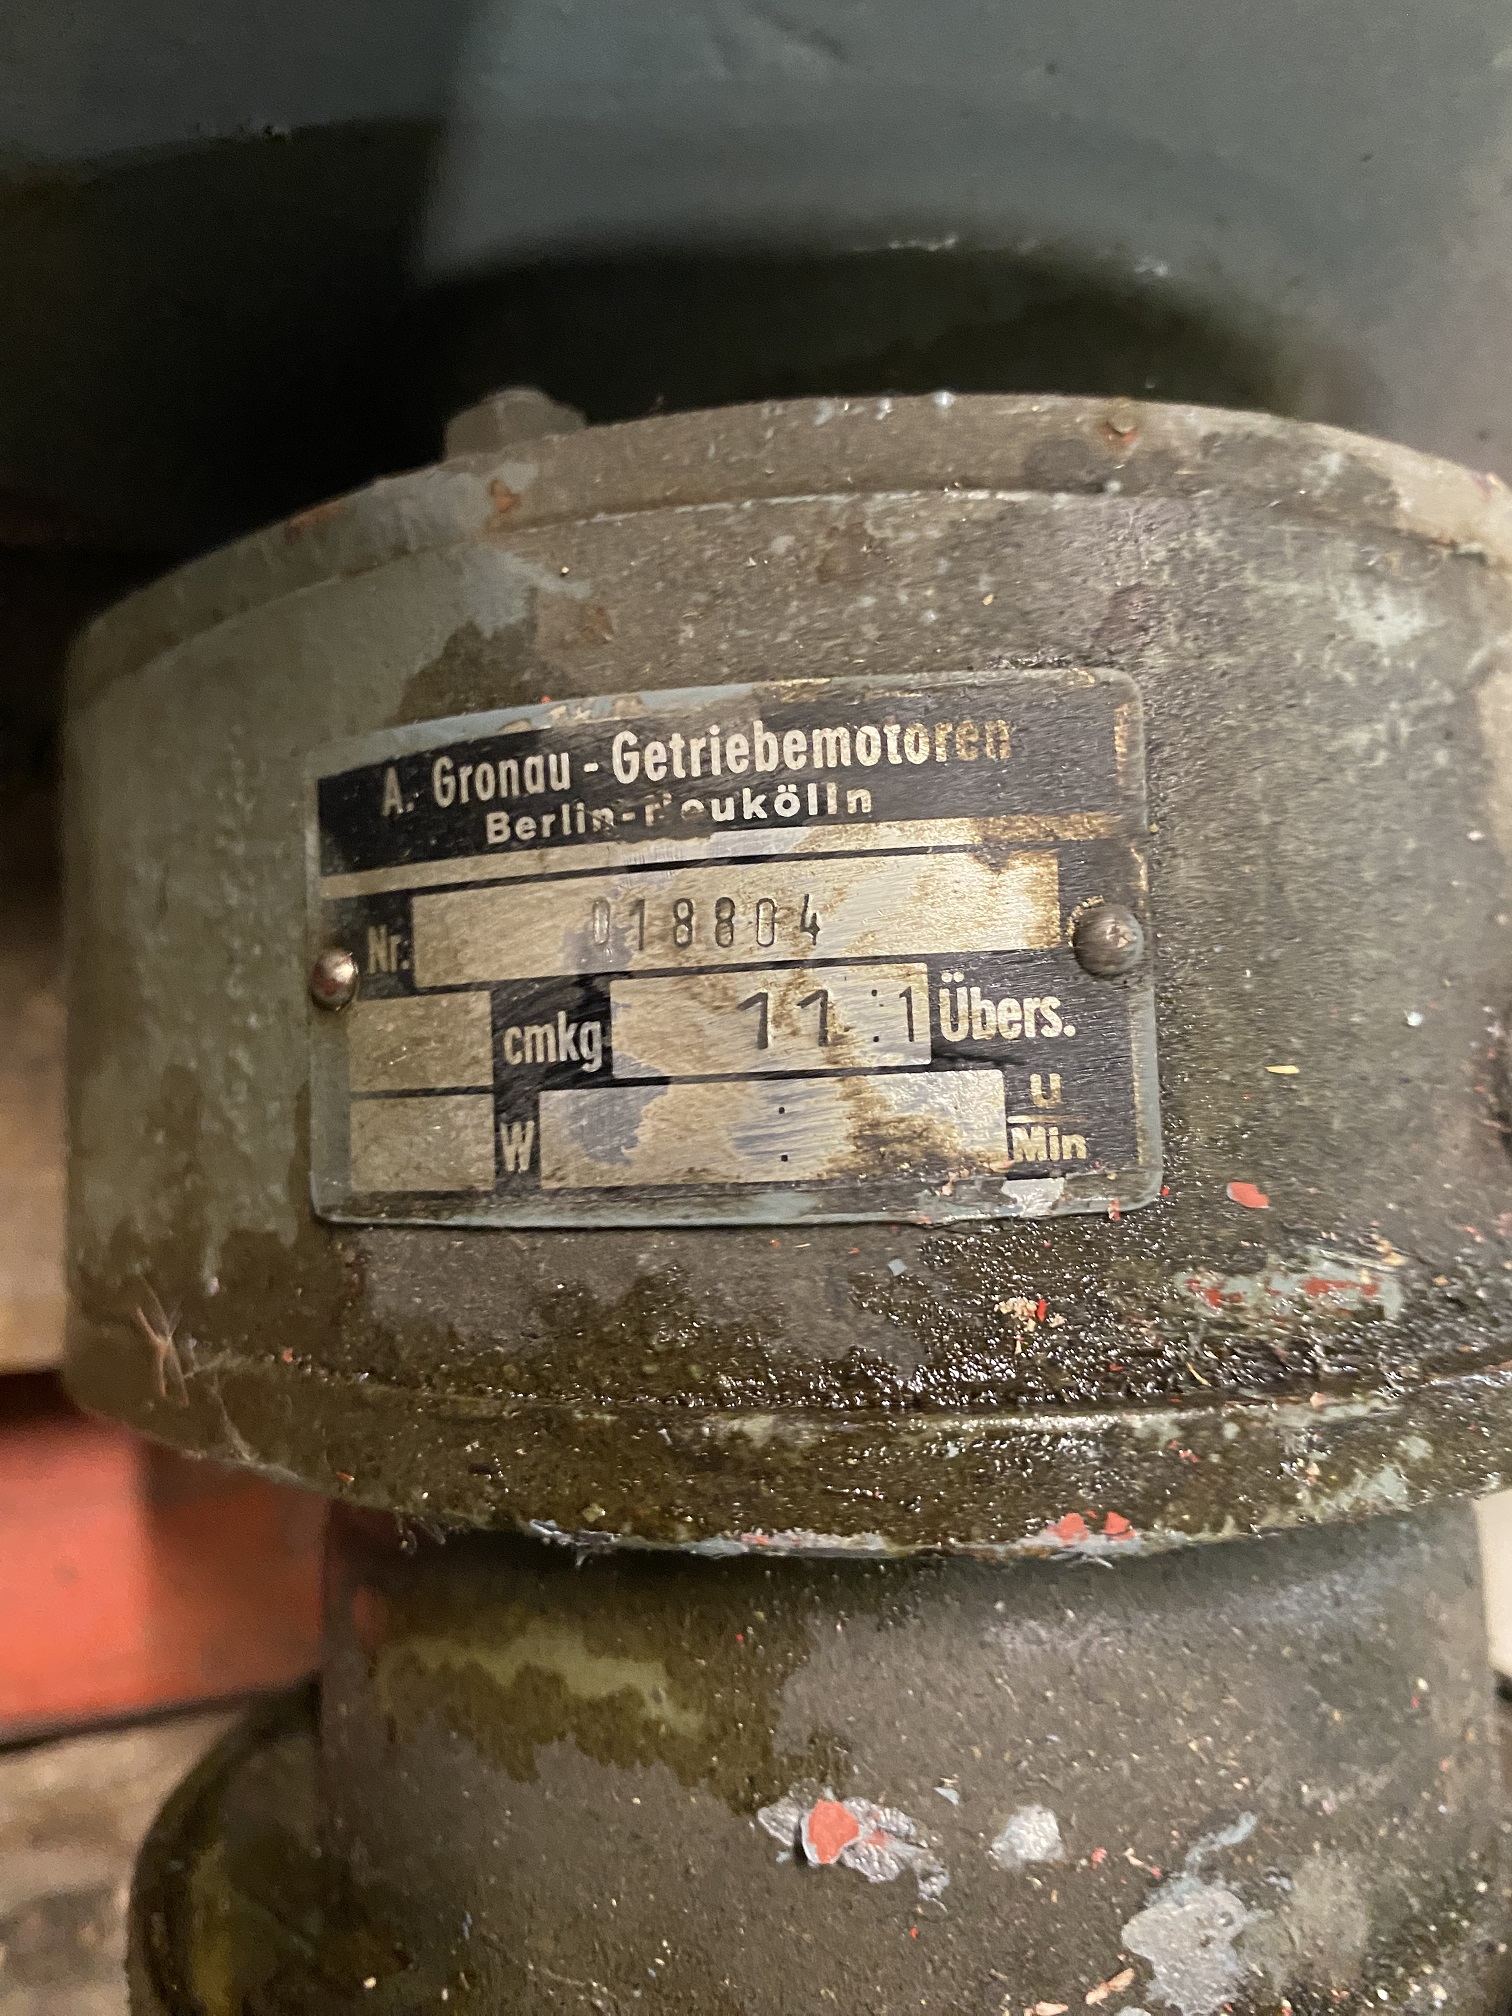 A. Gronau - Getriebemotoren
Berlin-Neukölln
Nr. 018804
cmkg 11:1 Übers.
W : U/Min